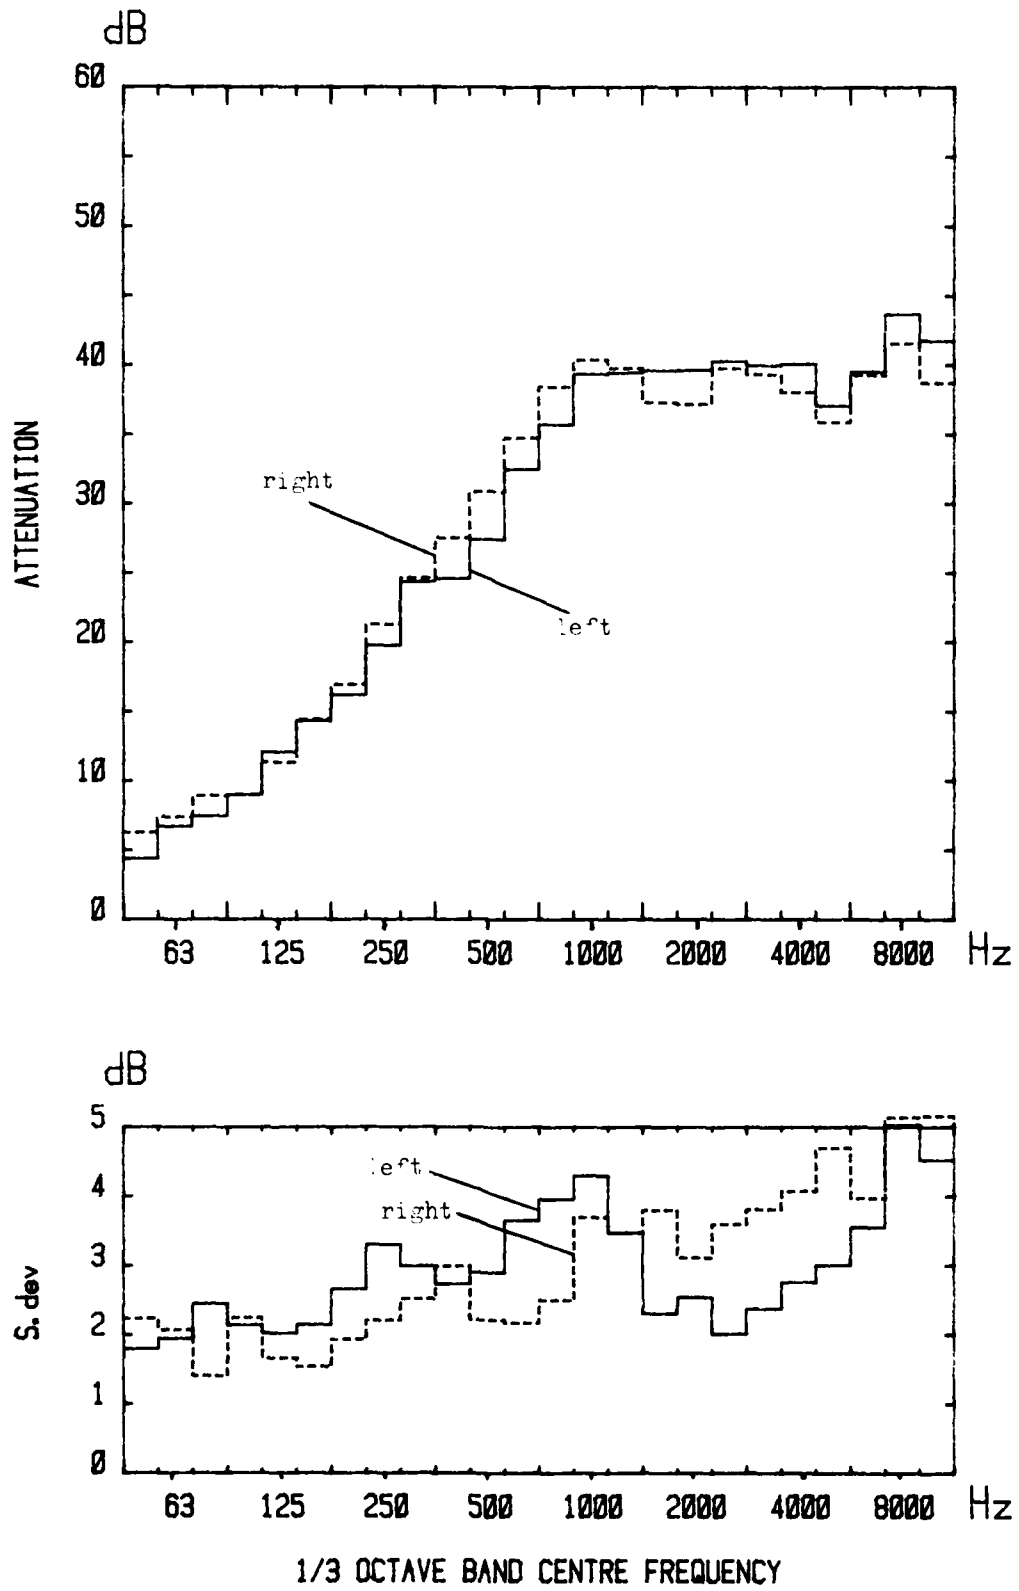 dB
60
50
40
30
20
10
0
ATTENUATION
right
left
63 125 250 500 1000 2000 4000 8000 Hz
dB
5
4
3
2
1
0
S. dev
left
right
63 125 250 500 1000 2000 4000 8000 Hz
1/3 OCTAVE BAND CENTRE FREQUENCY